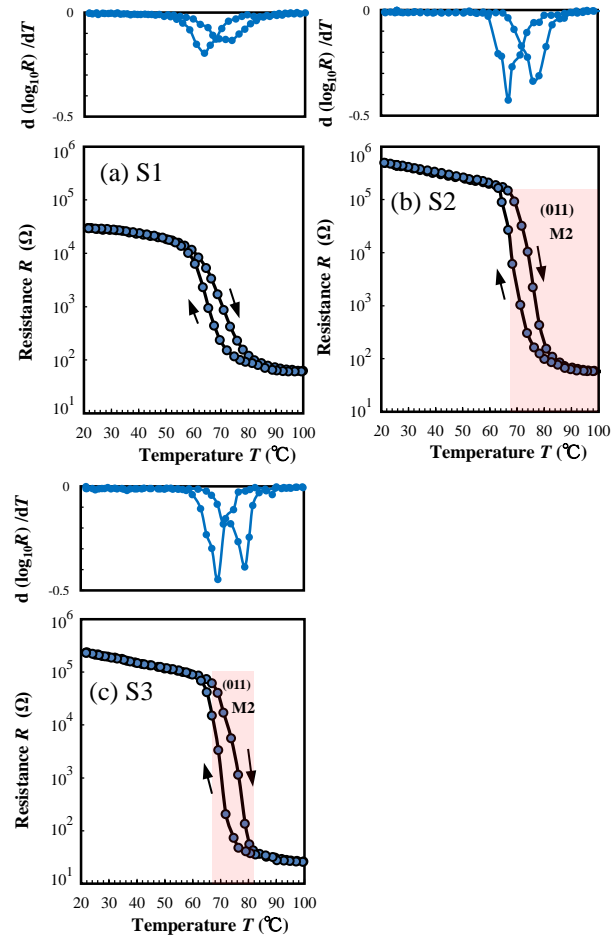 d (log10R) /dT
0
-0.5
Resistance R (Ω)
10^6
10^5
10^4
10^3
10^2
10^1
(a) S1
20 30 40 50 60 70 80 90 100
Temperature T (℃)
d (log10R) /dT
0
-0.5
Resistance R (Ω)
10^6
10^5
10^4
10^3
10^2
10^1
(b) S2
(011)
M2
20 30 40 50 60 70 80 90 100
Temperature T (℃)
d (log10R) /dT
0
-0.5
Resistance R (Ω)
10^6
10^5
10^4
10^3
10^2
10^1
(c) S3
(011)
M2
20 30 40 50 60 70 80 90 100
Temperature T (℃)